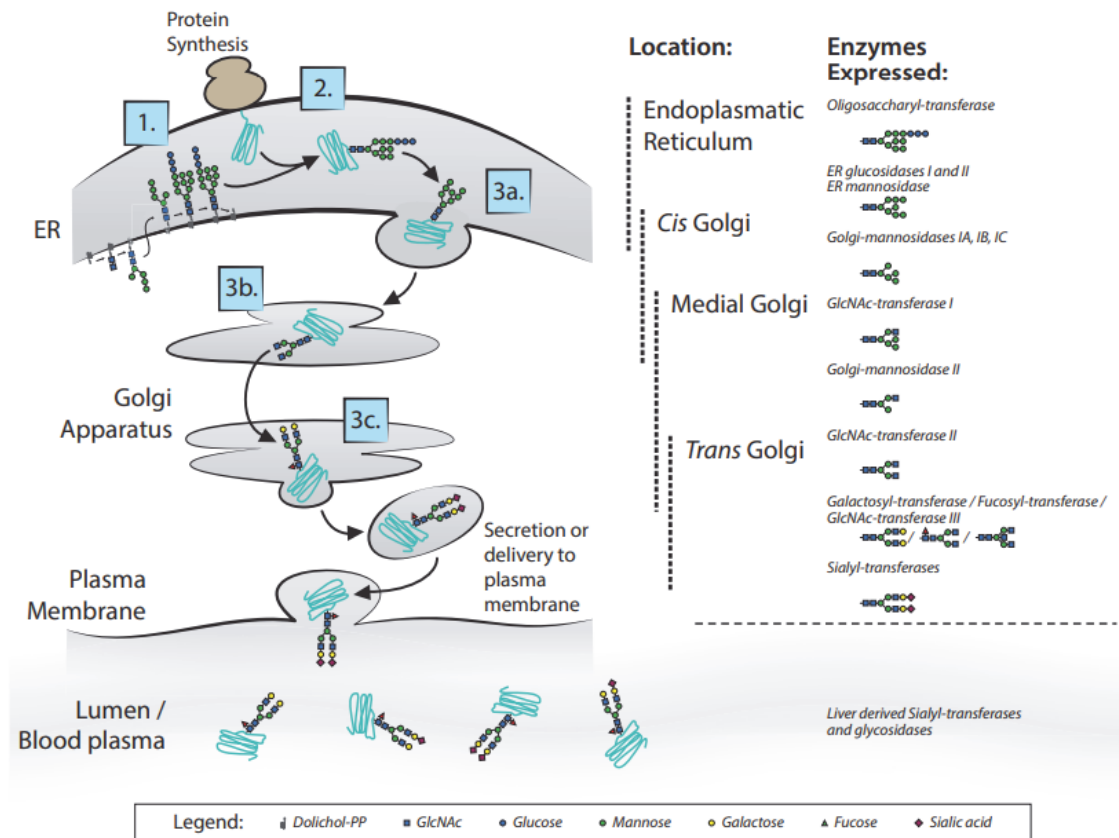 Protein
Synthesis
1.
2.
3a.
ER
3b.
Golgi
Apparatus
3c.
Secretion or
delivery to
plasma
membrane
Plasma
Membrane
Lumen /
Blood plasma
Location:
Endoplasmatic
Reticulum
Cis Golgi
Medial Golgi
Trans Golgi
Enzymes
Expressed:
Oligosaccharyl-transferase
ER glucosidases I and II
ER mannosidase
Golgi-mannosidases IA, IB, IC
GlcNAc-transferase I
Golgi-mannosidase II
GlcNAc-transferase II
Galactosyl-transferase / Fucosyl-transferase /
GlcNAc-transferase III
/ /
Sialyl-transferases
Liver derived Sialyl-transferases
and glycosidases
Legend: Dolichol-PP GlcNAc Glucose Mannose Galactose Fucose Sialic acid